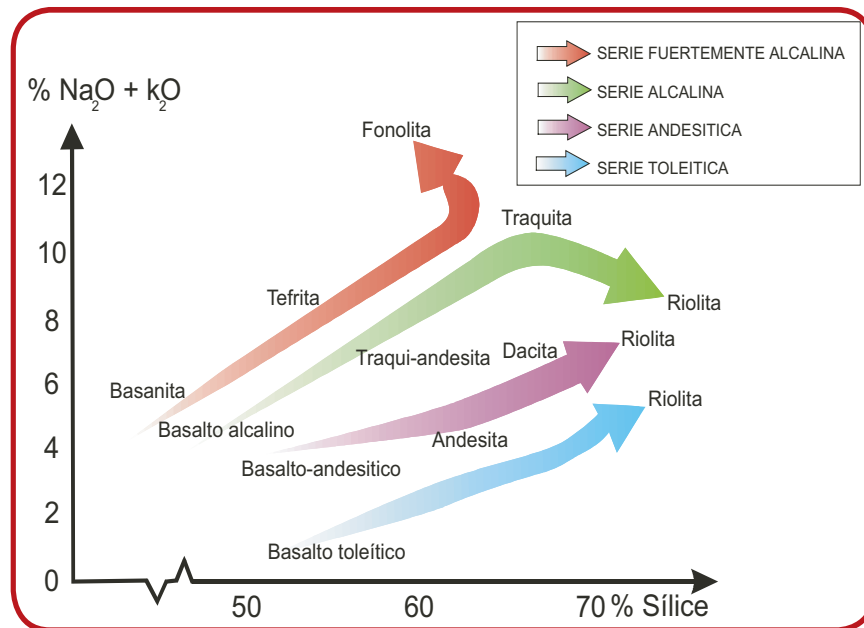 SERIE FUERTEMENTE ALCALINA
SERIE ALCALINA
SERIE ANDESITICA
SERIE TOLEITICA
% Na2O + k2O
12
10
8
6
4
2
0
Fonolita
Traquita
Tefrita
Riolita
Traqui-andesita
Dacita
Riolita
Basanita
Riolita
Basalto alcalino
Andesita
Basalto-andesitico
Basalto toleítico
50
60
70 % Sílice